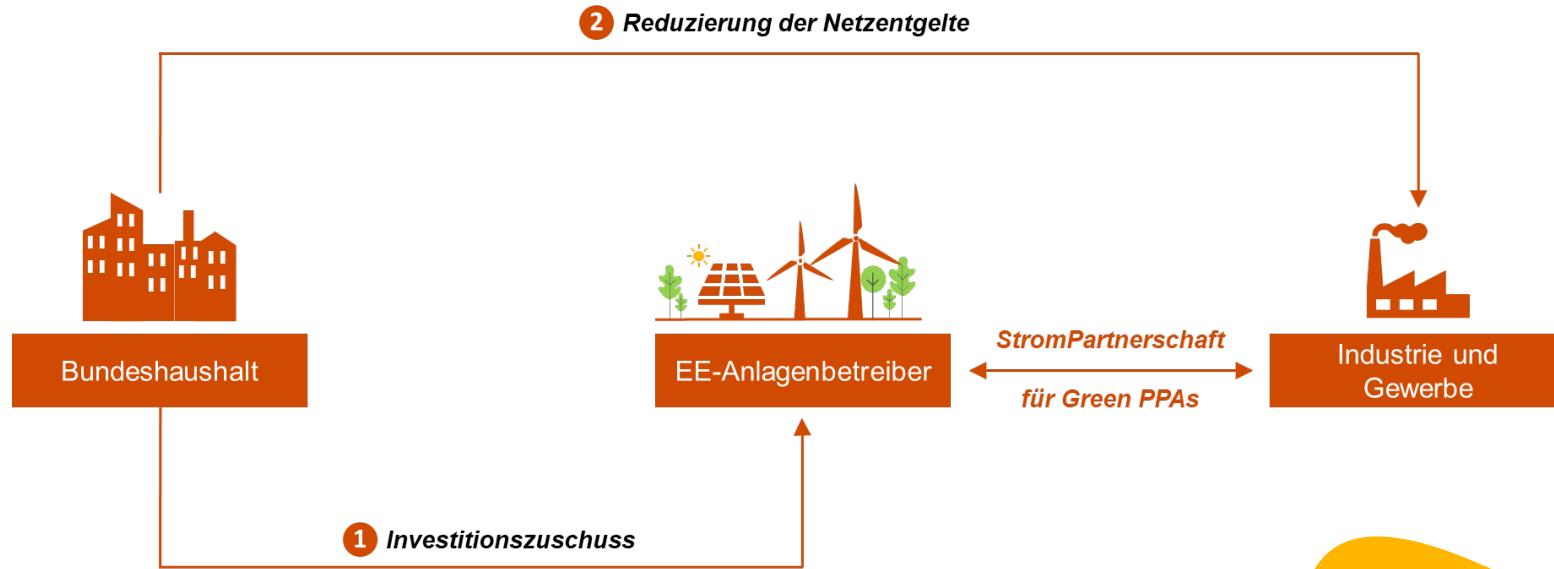 2 Reduzierung der Netzentgelte
Bundeshaushalt
EE-Anlagenbetreiber
StromPartnerschaft
für Green PPAs
Industrie und
Gewerbe
1 Investitionszuschuss